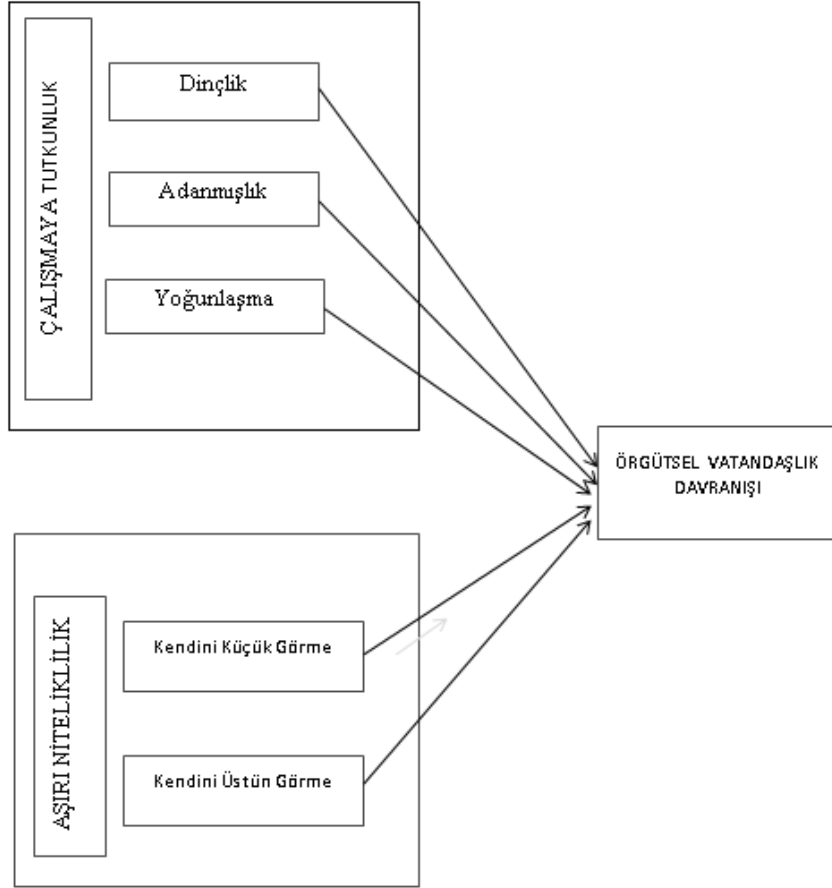 ÇALIŞMAYA TUTKUNLUK
Dinçlik
Adanmışlık
Yoğunlaşma
ÖRGÜTSEL VATANDAŞLIK
DAVRANIŞI
AŞIRI NİTELİKLİLİK
Kendini Küçük Görme
Kendini Üstün Görme